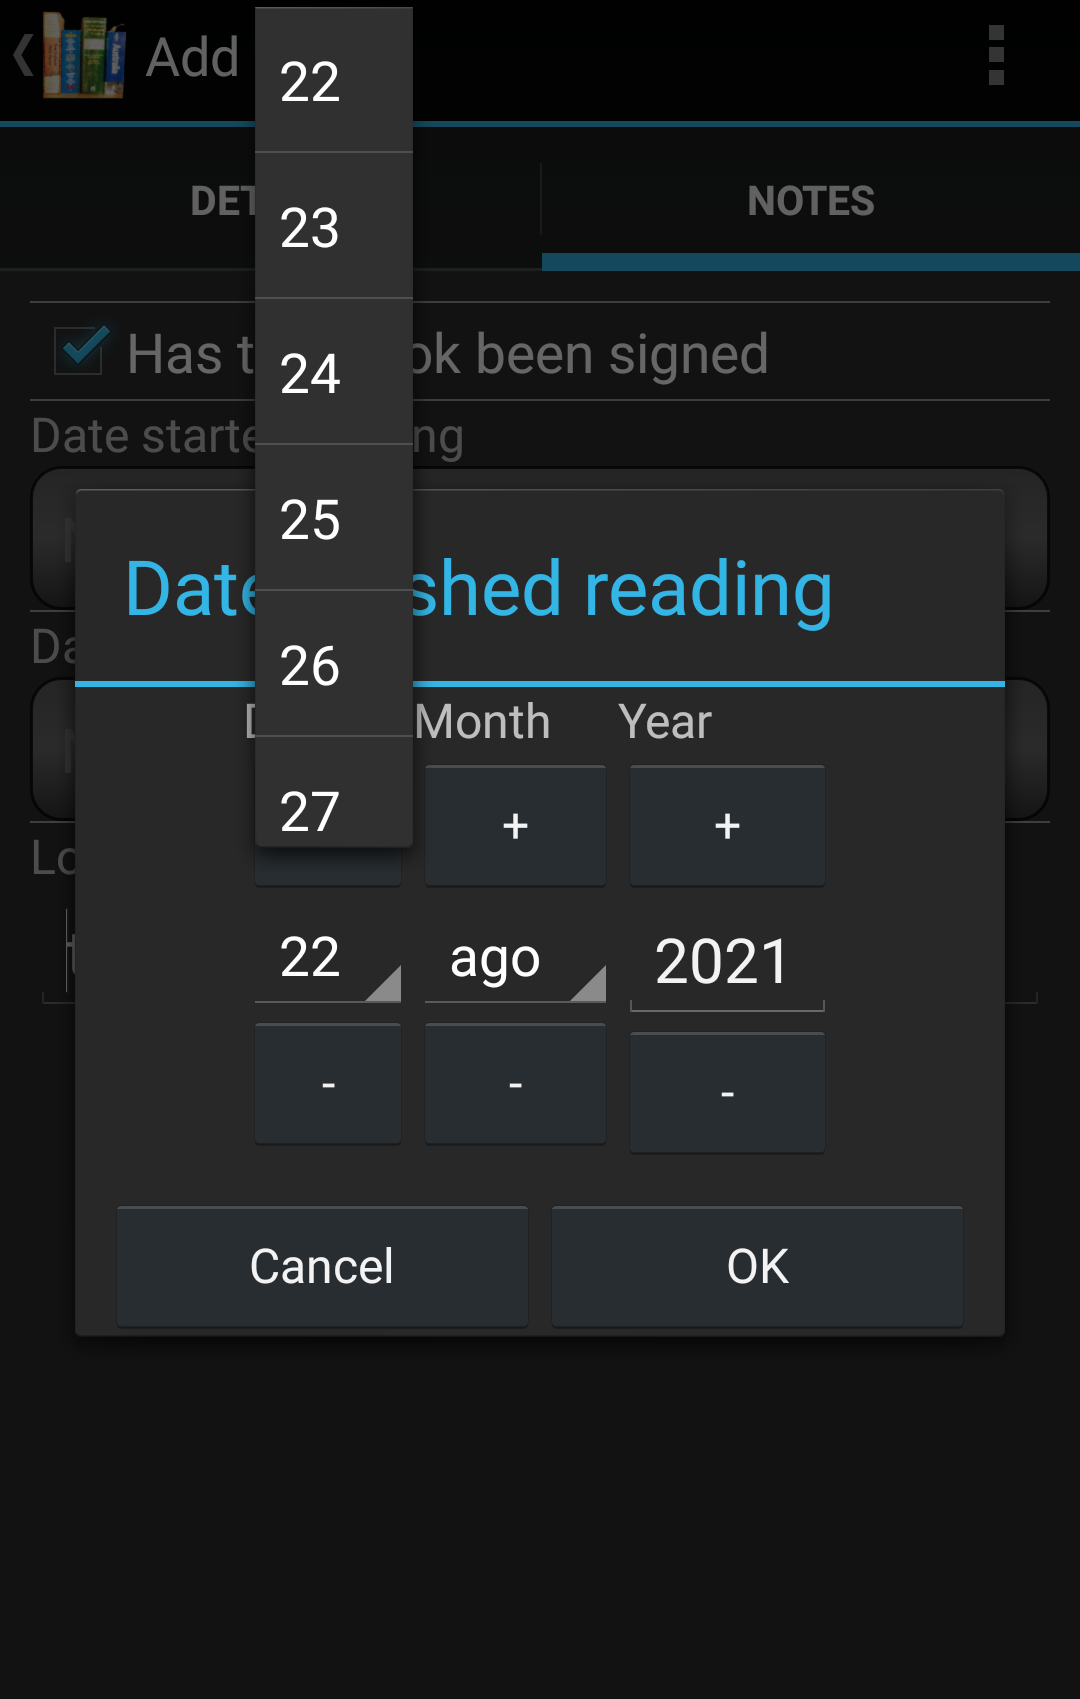 Add
DET
NOTES
Has t ok been signed
Date starte ng
22
23
24
25
26
27
Date shed reading
Da
Month
Year
+
+
Lo
22
ago
2021
-
-
-
Cancel
OK